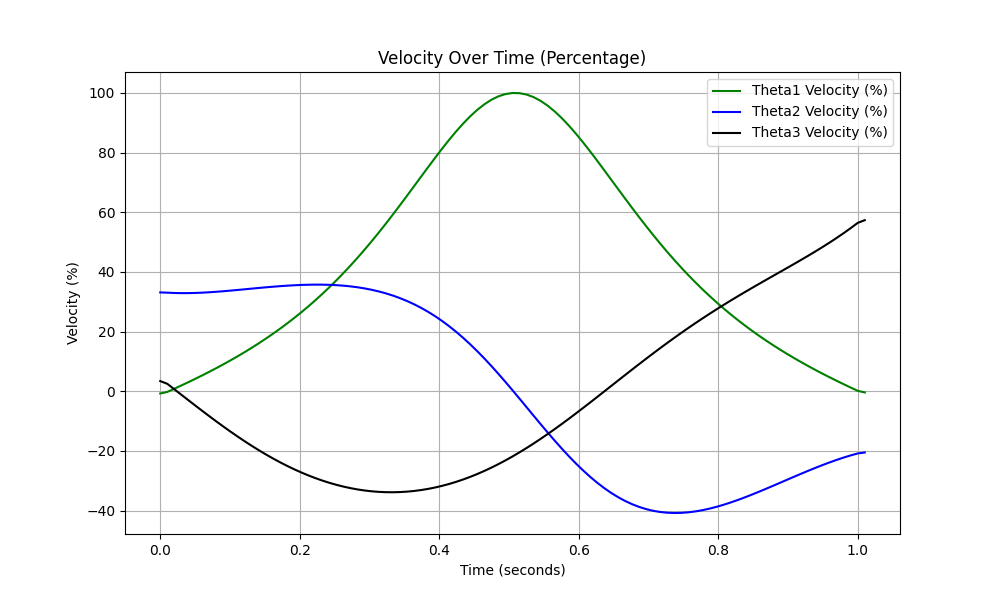 Velocity Over Time (Percentage)
Theta1 Velocity (%)
Theta2 Velocity (%)
Theta3 Velocity (%)
Velocity (%)
100
80
60
40
20
0
−20
−40
0.0 0.2 0.4 0.6 0.8 1.0
Time (seconds)